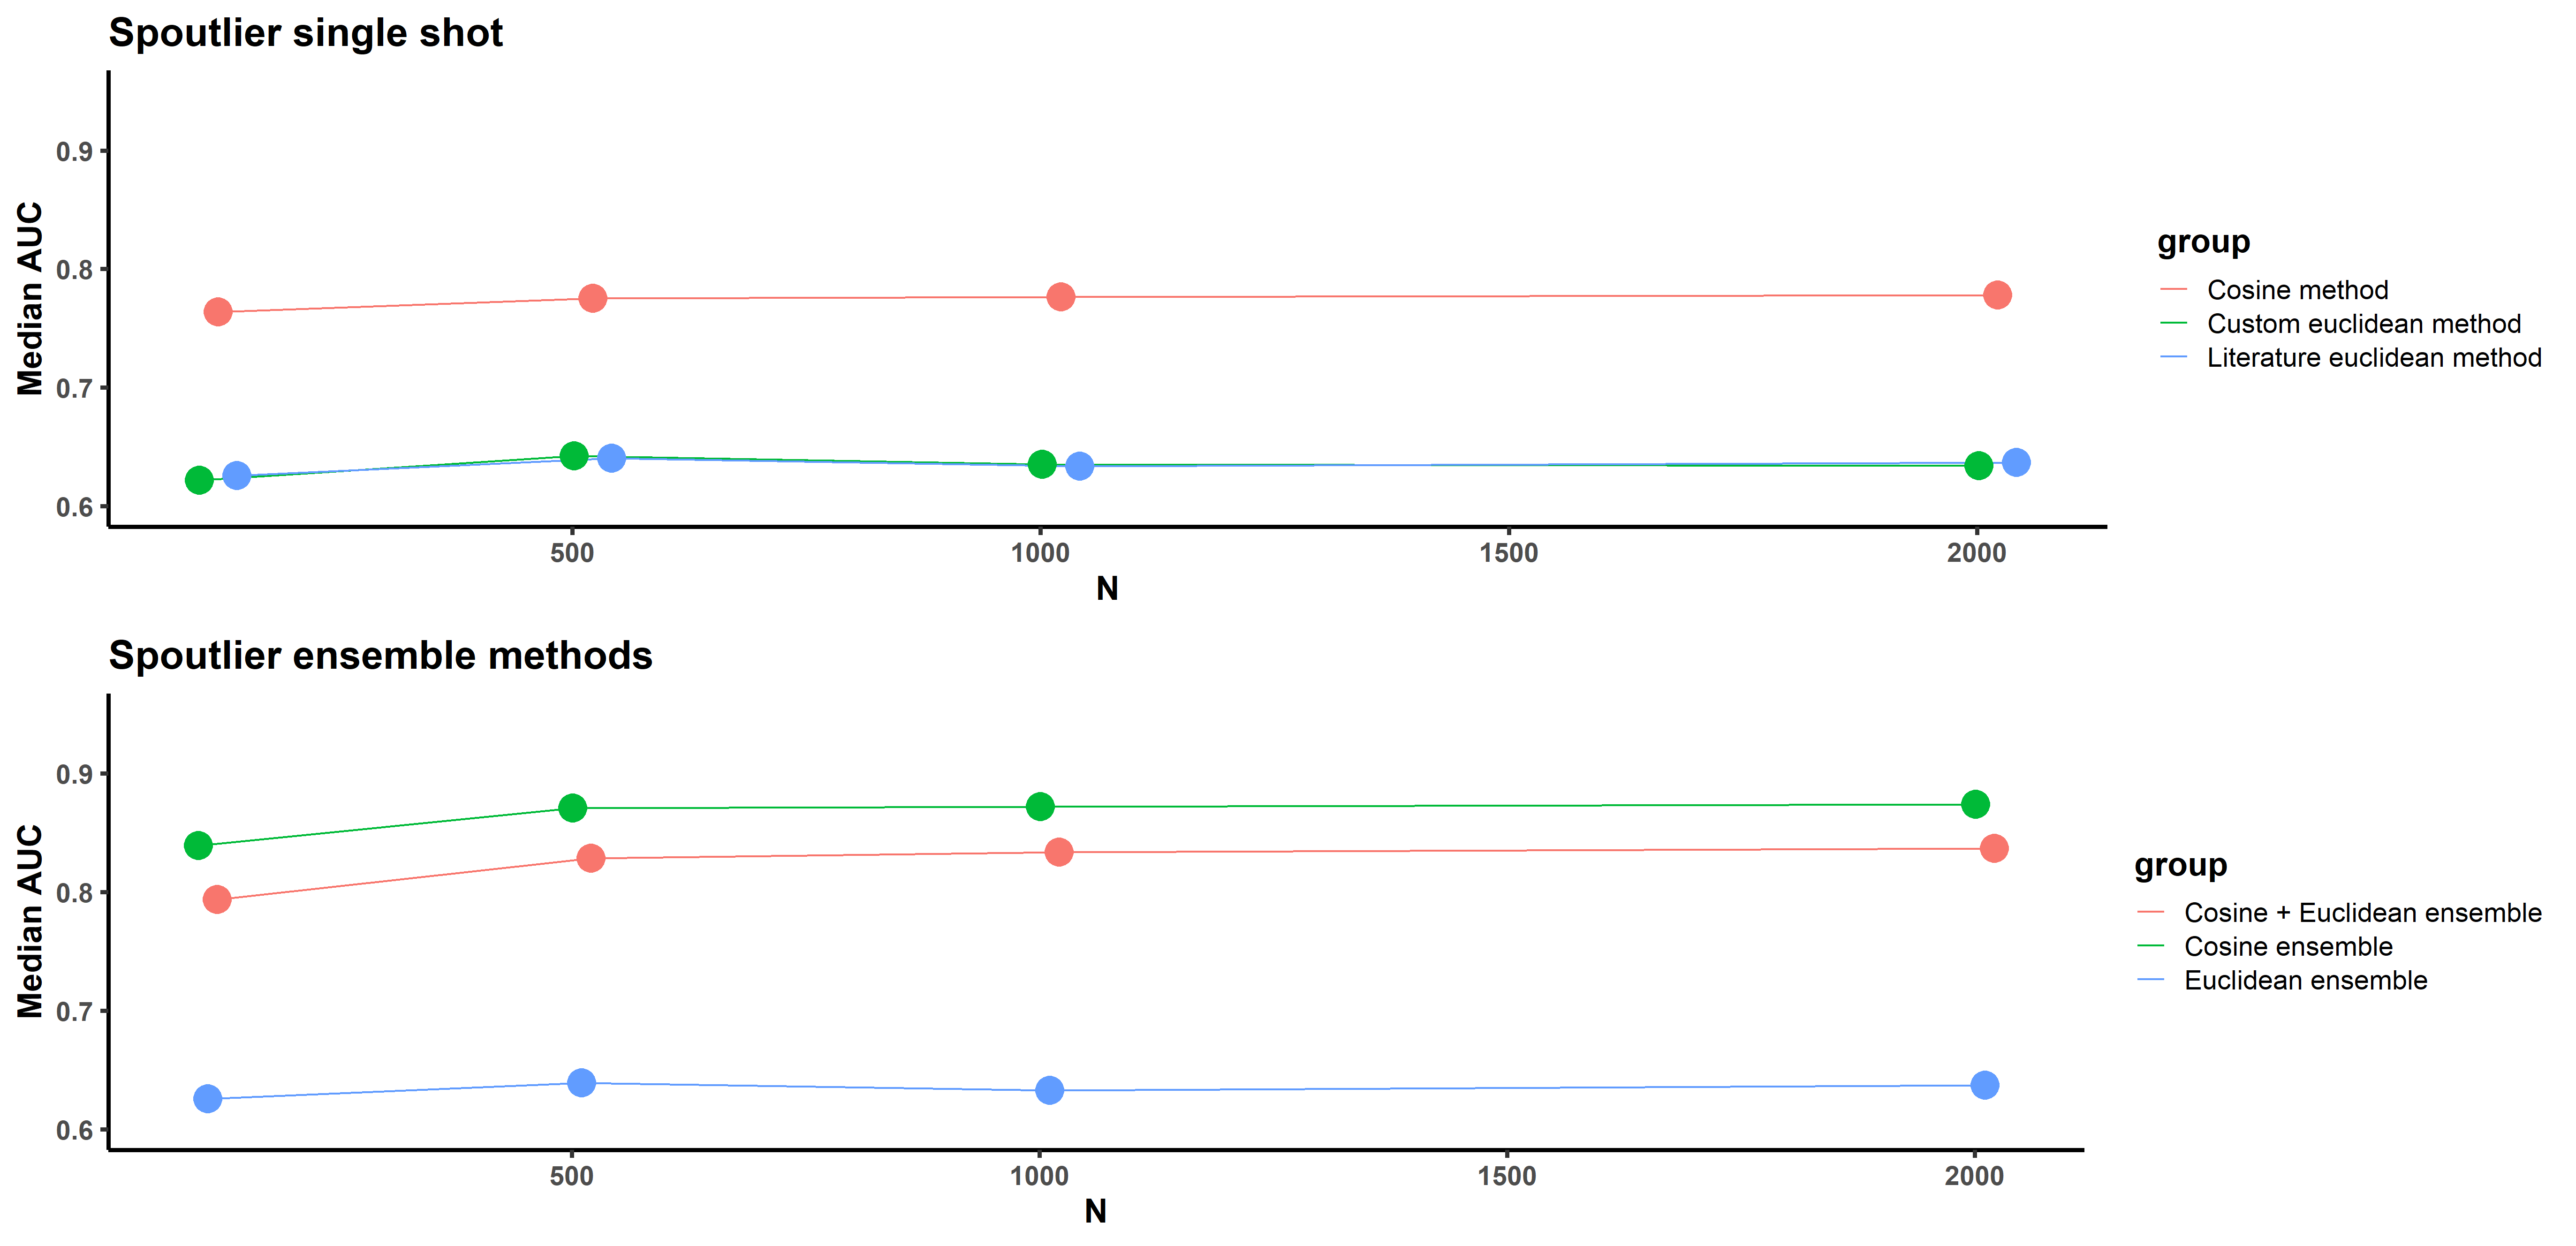 Spoutlier single shot
Median AUC
0.9
0.8
0.7
0.6
500 1000 1500 2000
N
group
Cosine method
Custom euclidean method
Literature euclidean method
Spoutlier ensemble methods
Median AUC
0.9
0.8
0.7
0.6
500 1000 1500 2000
N
group
Cosine + Euclidean ensemble
Cosine ensemble
Euclidean ensemble